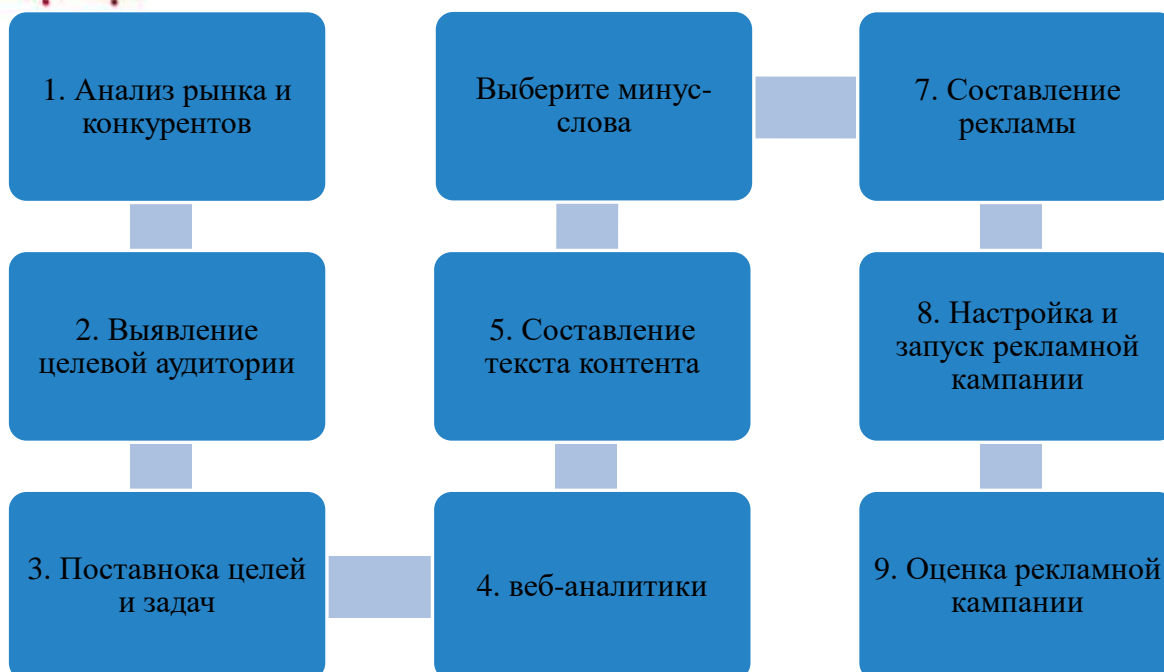 1. Анализ рынка и
конкурентов
2. Выявление
целевой аудитории
3. Поставнока целей
и задач
4. веб-аналитики
5. Составление
текста контента
Выберите минус-
слова
7. Составление
рекламы
8. Настройка и
запуск рекламной
кампании
9. Оценка рекламной
кампании